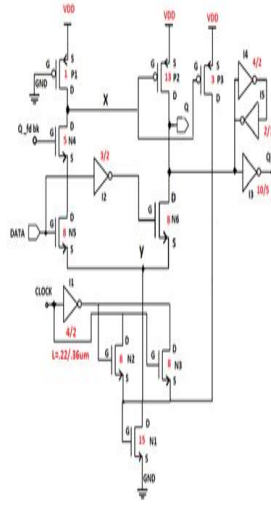 VDD VDD VDD
S S S
G 1 P1 G 13 P2 G 3 P3
D D D
GND
I4
4/2
I5
2/
X
Q
Q_fdbk
G 5 N4
D
S
3/2
I2
I3
10/5
Q
DATA
G 8 N5
D
S
G 8 N6
D
S
Y
CLOCK
I1
4/2
L=.22/.36um
G 8 N2
D
S
G 8 N3
D
S
G 15 N1
D
S
GND